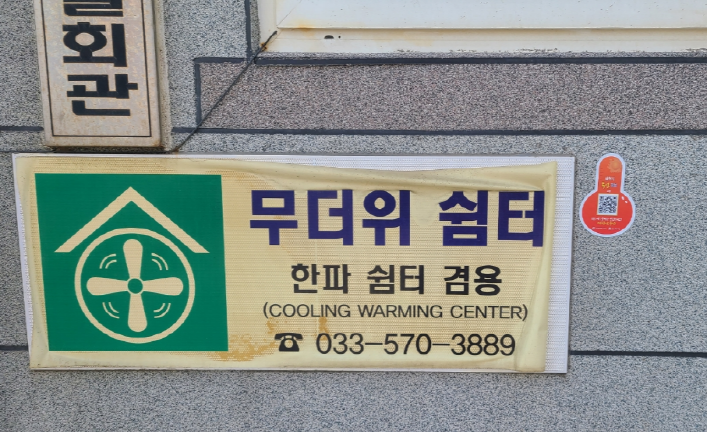 회관
무더위 쉼터
한파 쉼터 겸용
(COOLING WARMING CENTER)
☎ 033-570-3889